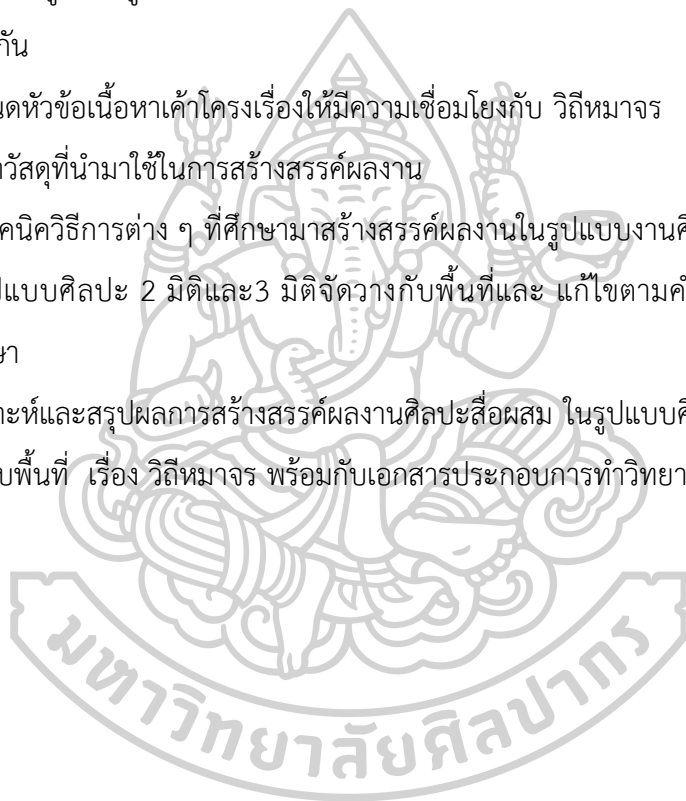 กัน
หัวข้อเนื้อหาเค้าโครงเรื่องให้มีความเชื่อมโยงกับ วิถีหมาจร
วัสดุที่นำมาใช้ในการสร้างสรรค์ผลงาน
คนิควิธีการต่าง ๆ ที่ศึกษามาสร้างสรรค์ผลงานในรูปแบบงานศิ
ปแบบศิลปะ 2 มิติและ3 มิติจัดวางกับพื้นที่และ แก้ไขตามคำ
ษา
าะห์และสรุปผลการสร้างสรรค์ผลงานศิลปะสื่อผสม ในรูปแบบศิ
บพื้นที่ เรื่อง วิถีหมาจร พร้อมกับเอกสารประกอบการทำวิทยา
มหาวิทยาลัยศิลปากร